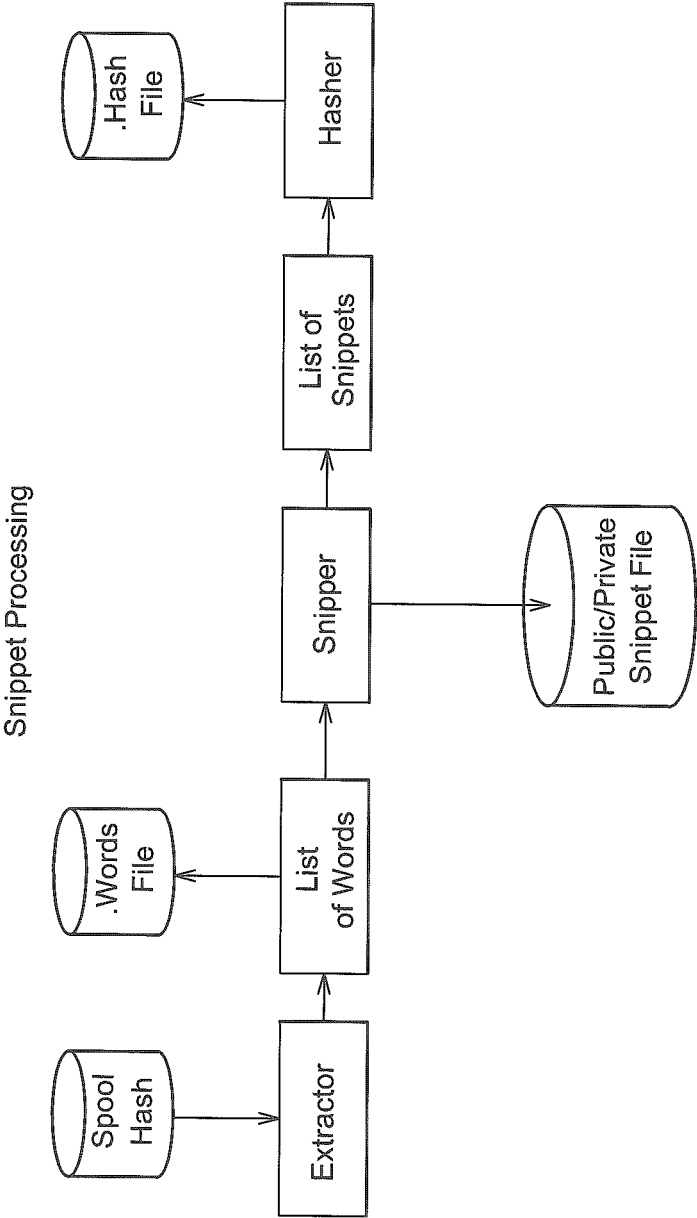 Snippet Processing
Spool
Hash
.Words
File
.Hash
File
Extractor
List
of Words
Snipper
List of
Snippets
Hasher
Public/Private
Snippet File